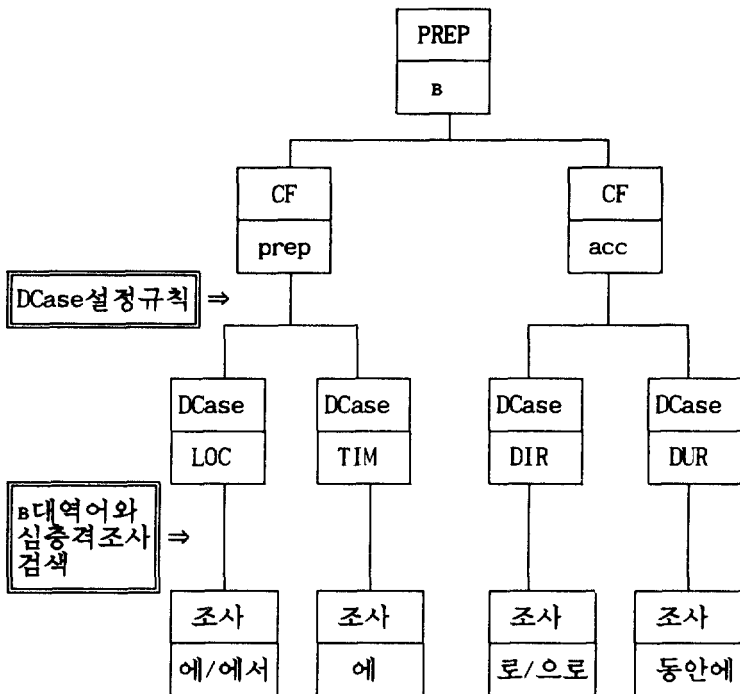 PREP
в
CF
CF
prep
acc
DCase설정규칙 ⇒
DCase
DCase
DCase
DCase
LOC
TIM
DIR
DUR
в대역어와
심층격조사 ⇒
검색
조사
조사
조사
조사
에/에서
에
로/으로
동안에